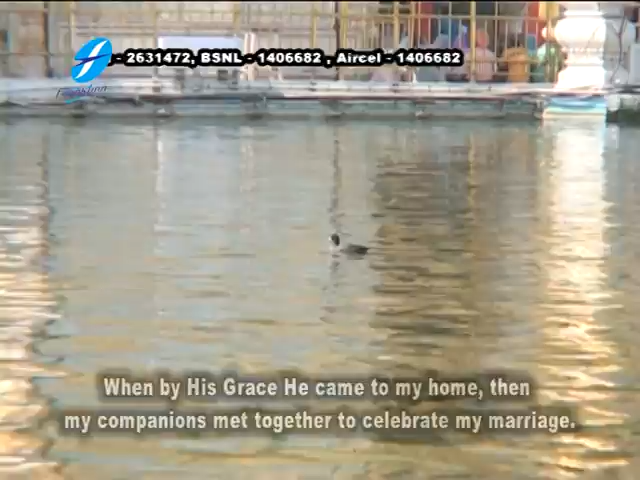 - 2631472, BSNL - 1406682 , Aircel - 1406682
When by His Grace He came to my home, then
my companions met together to celebrate my marriage.